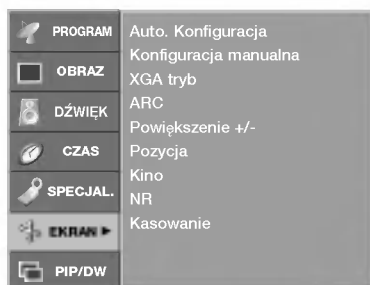 PROGRAM
OBRAZ
DŹWIĘK
CZAS
SPECJAL.
EKRAN ►
PIP/DW
Auto. Konfiguracja
Konfiguracja manualna
XGA tryb
ARC
Powiększenie +/-
Pozycja
Kino
NR
Kasowanie